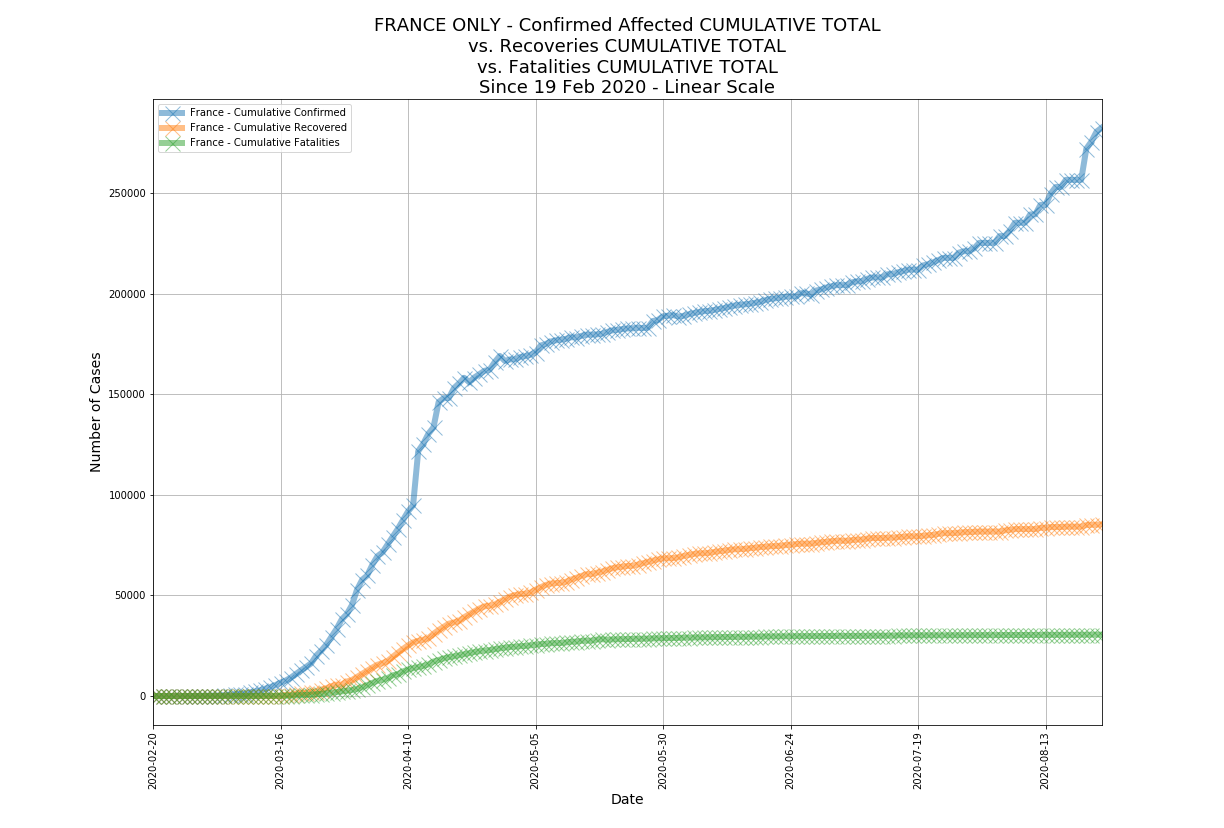 FRANCE ONLY - Confirmed Affected CUMULATIVE TOTAL
vs. Recoveries CUMULATIVE TOTAL
vs. Fatalities CUMULATIVE TOTAL
Since 19 Feb 2020 - Linear Scale
France - Cumulative Confirmed
France - Cumulative Recovered
France - Cumulative Fatalities
Number of Cases
250000
200000
150000
100000
50000
0
2020-02-20
2020-03-16
2020-04-10
2020-05-05
2020-05-30
2020-06-24
2020-07-19
2020-08-13
Date